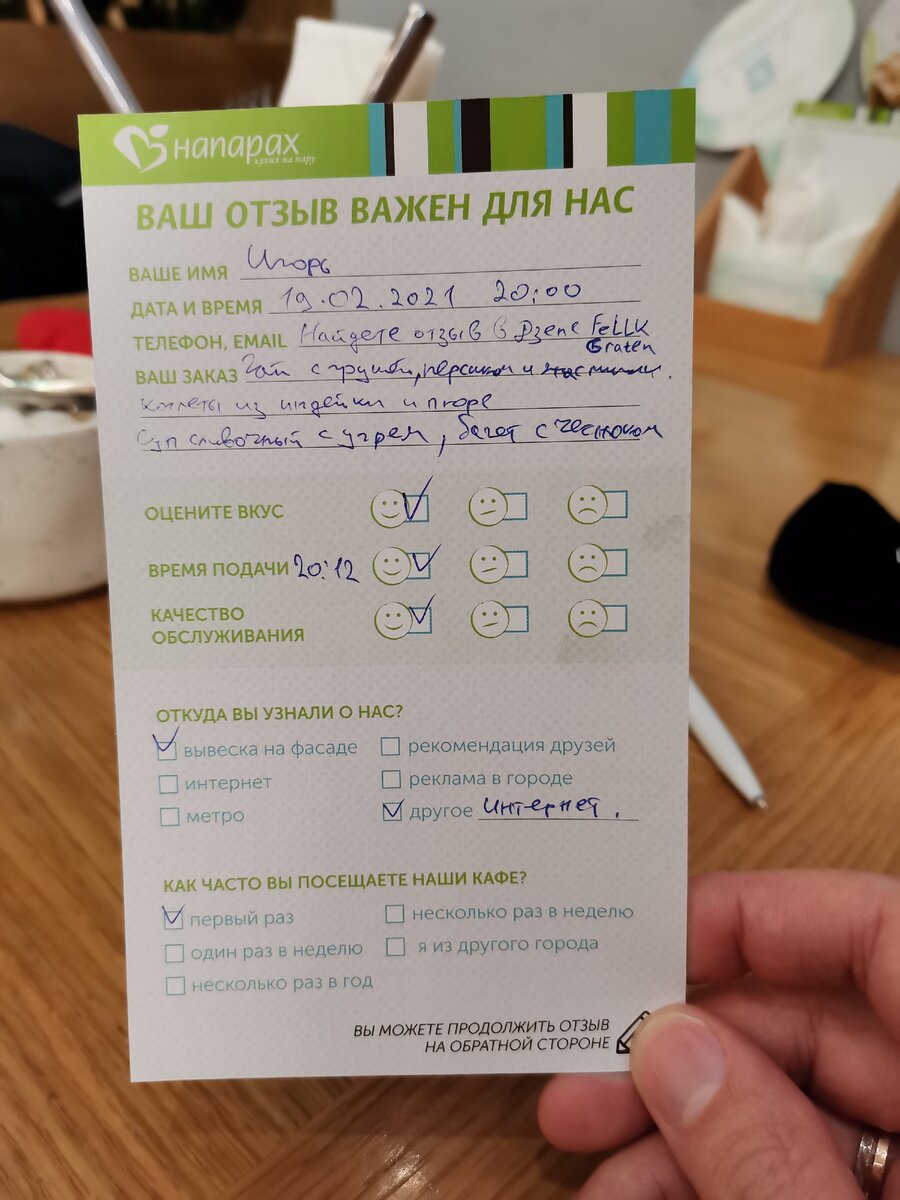 напарах
кухня на пару
ВАШ ОТЗЫВ ВАЖЕН ДЛЯ НАС
ВАШЕ ИМЯ Игорь
ДАТА И ВРЕМЯ 19.02.2021 20:00
ТЕЛЕФОН, EMAIL Найдете отзыв в Дзене FeLLK
Graten
ВАШ ЗАКАЗ Чай с грушей, персиком и
котлеты из индейки и пюре
Суп сливочный с угрем, багет с чесноком
ОЦЕНИТЕ ВКУС
ВРЕМЯ ПОДАЧИ 20:12
КАЧЕСТВО
ОБСЛУЖИВАНИЯ
ОТКУДА ВЫ УЗНАЛИ О НАС?
вывеска на фасаде рекомендация друзей
интернет реклама в городе
метро другое Интернет.
КАК ЧАСТО ВЫ ПОСЕЩАЕТЕ НАШИ КАФЕ?
первый раз несколько раз в неделю
один раз в неделю я из другого города
несколько раз в год
ВЫ МОЖЕТЕ ПРОДОЛЖИТЬ ОТЗЫВ
НА ОБРАТНОЙ СТОРОНЕ